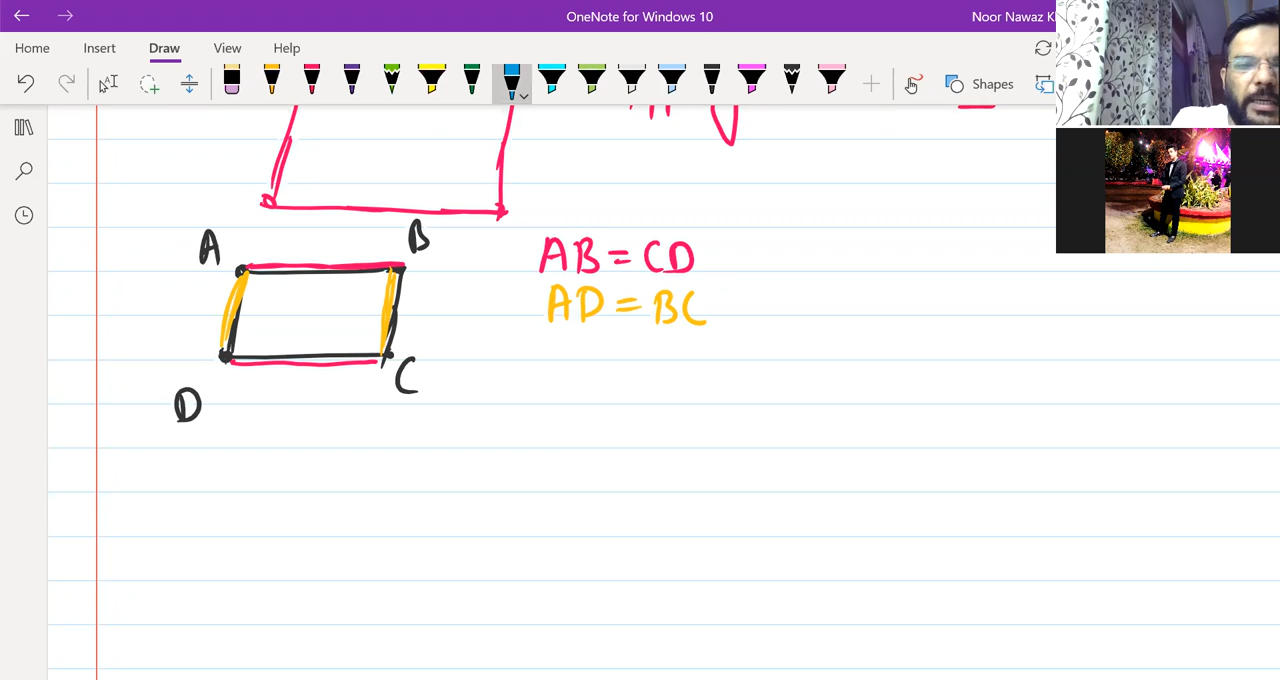 OneNote for Windows 10
Noor Nawaz K
Home Insert Draw View Help
Shapes
A B
AB = CD
AD = BC
C
D